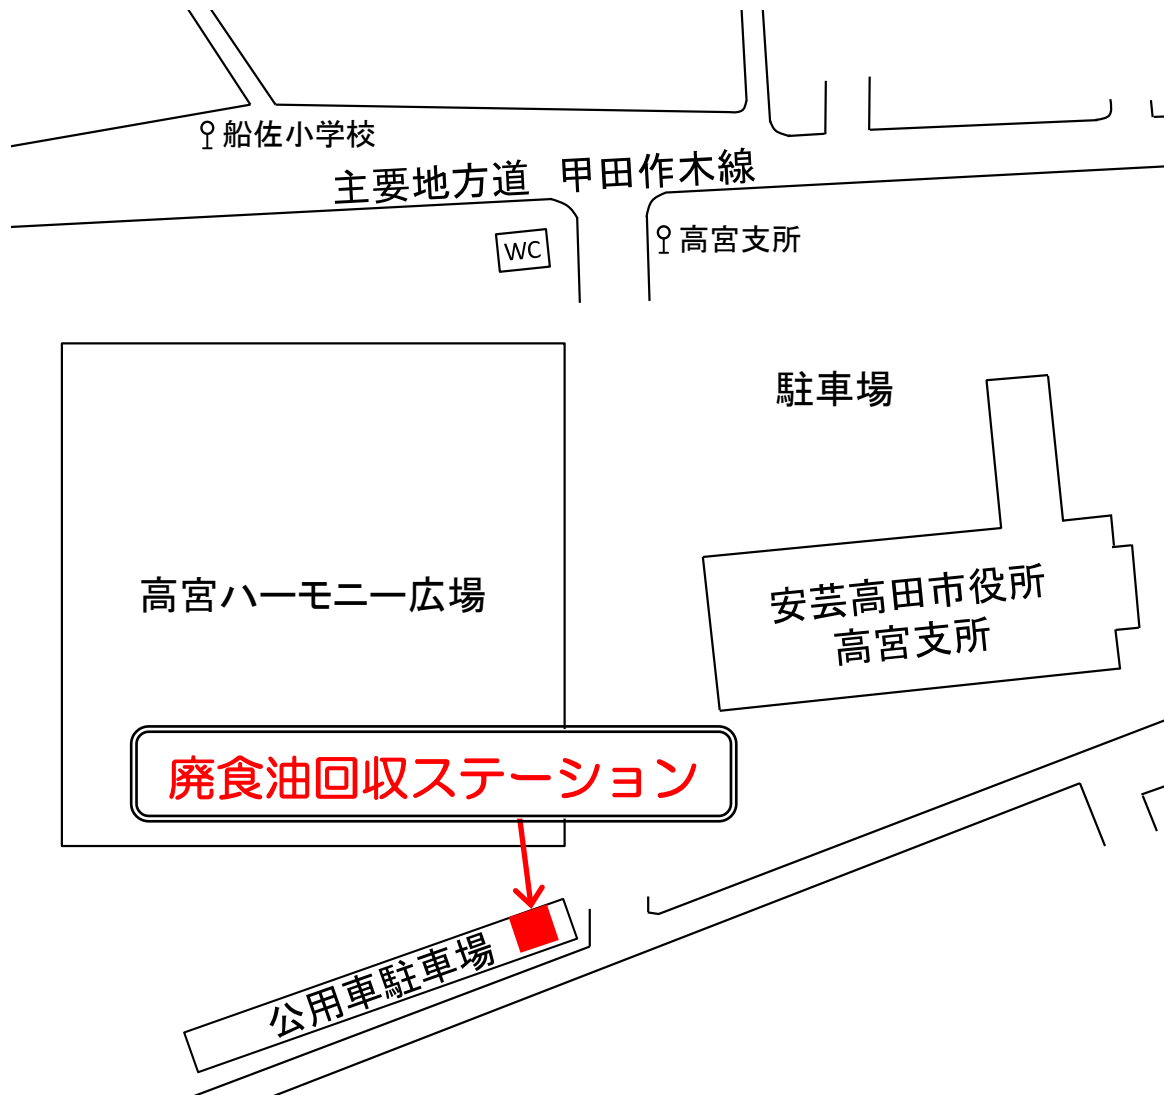 船佐小学校
主要地方道　甲田作木線
WC
高宮支所
駐車場
高宮ハーモニー広場
安芸高田市役所
高宮支所
廃食油回収ステーション
公用車駐車場